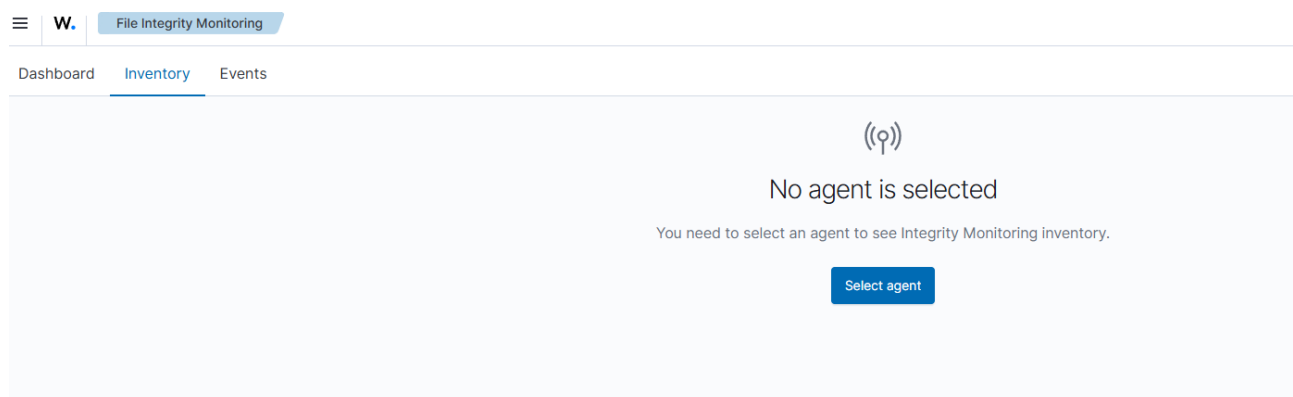 W.
File Integrity Monitoring
Dashboard Inventory Events
No agent is selected
You need to select an agent to see Integrity Monitoring inventory.
Select agent